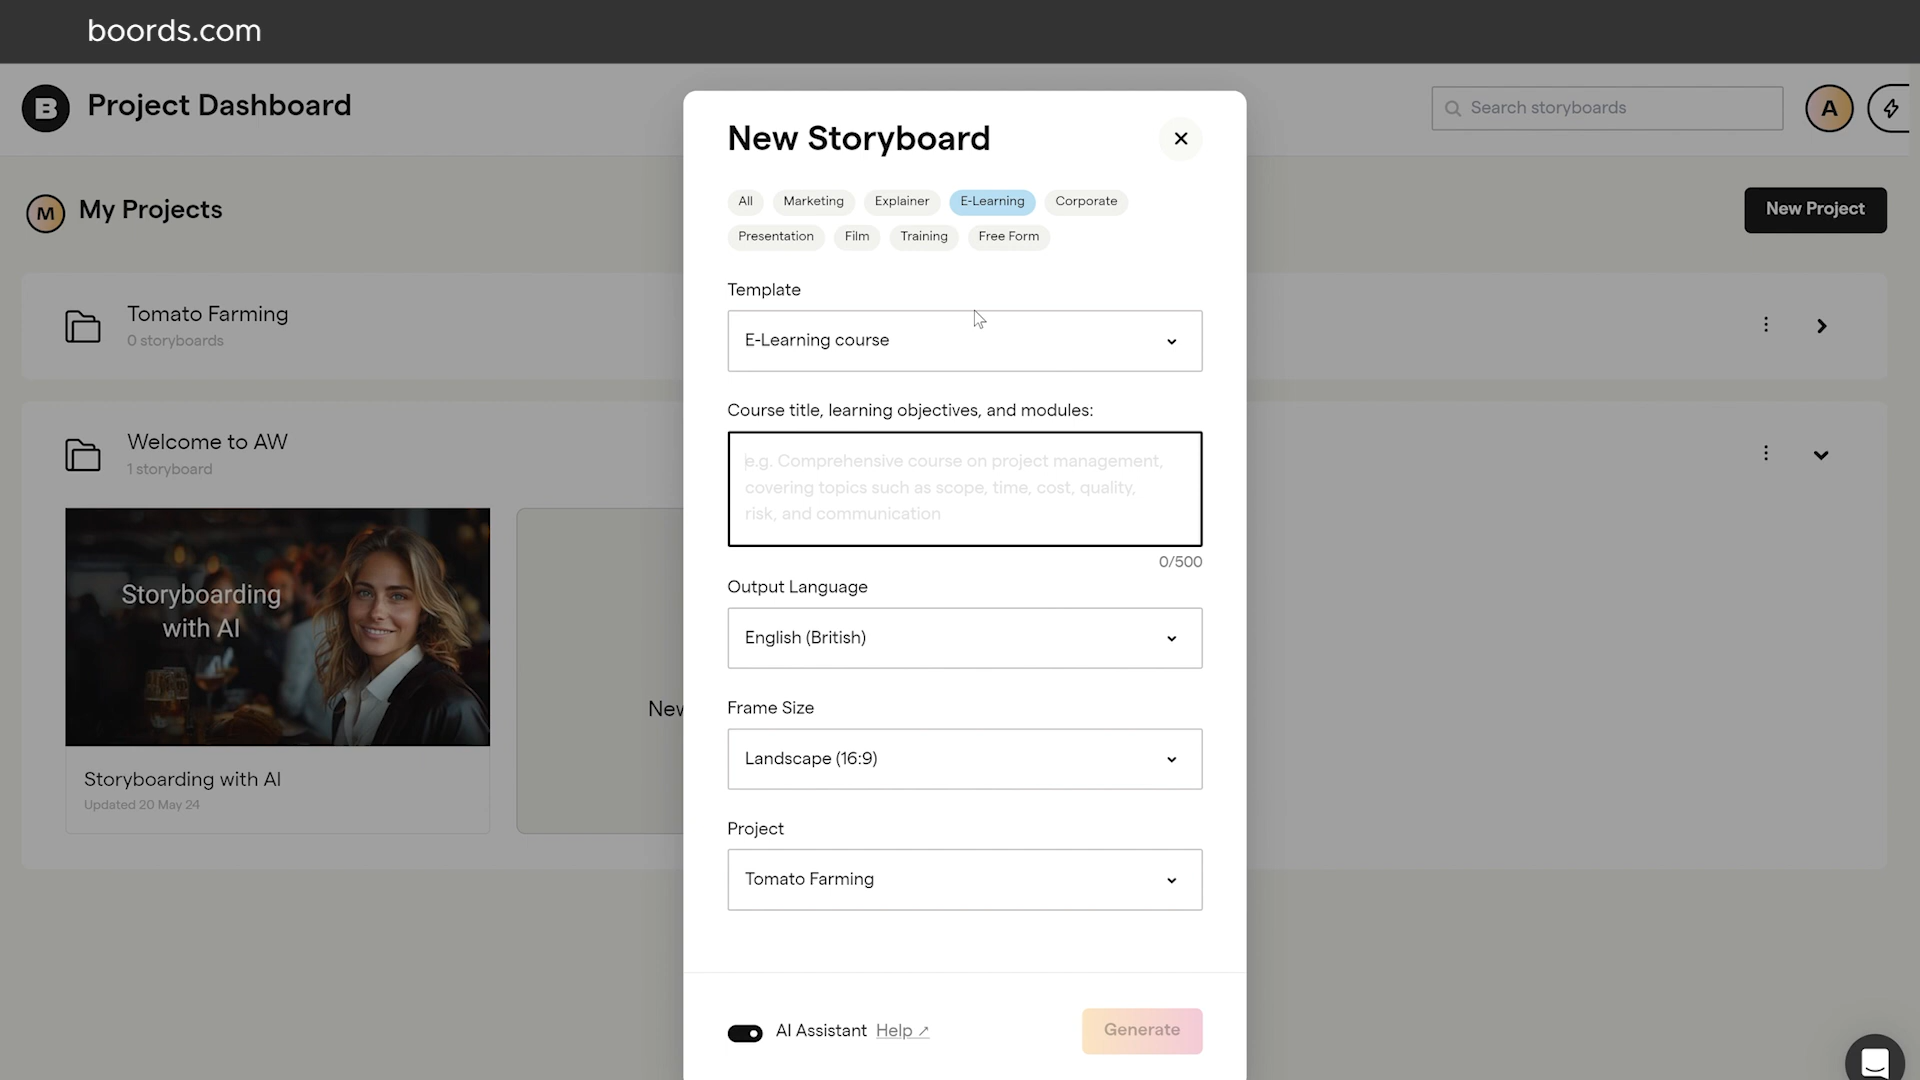 boords.com
B
Project Dashboard
Search storyboards
A
M
My Projects
New Project
Tomato Farming
0 storyboards
Welcome to AW
1 storyboard
Storyboarding
with AI
Storyboarding with AI
Updated 20 May 24
New
New Storyboard
All
Marketing
Explainer
E-Learning
Corporate
Presentation
Film
Training
Free Form
Template
E-Learning course
Course title, learning objectives, and modules:
e.g. Comprehensive course on project management,
covering topics such as scope, time, cost, quality,
risk, and communication
0/500
Output Language
English (British)
Frame Size
Landscape (16:9)
Project
Tomato Farming
AI Assistant
Help ↗
Generate